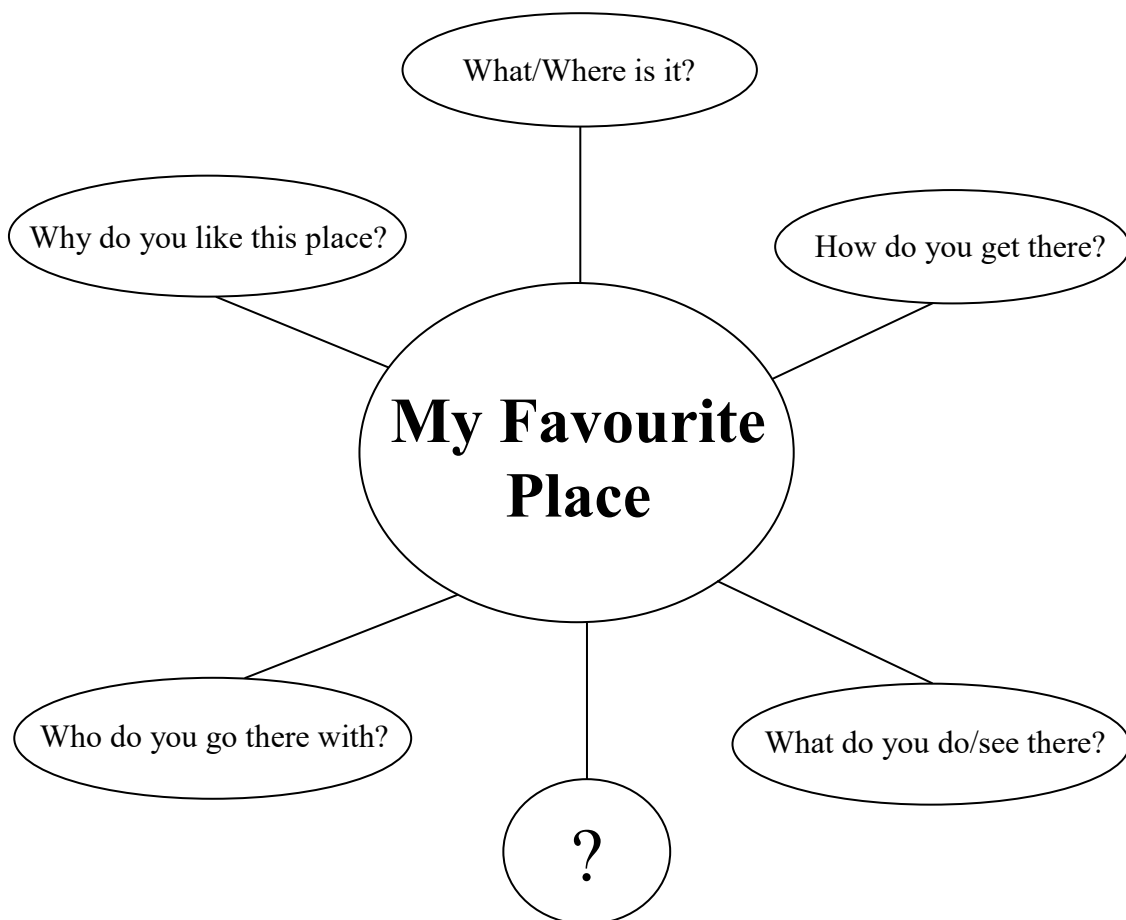 What/Where is it?
Why do you like this place?
How do you get there?
My Favourite
Place
Who do you go there with?
What do you do/see there?
?